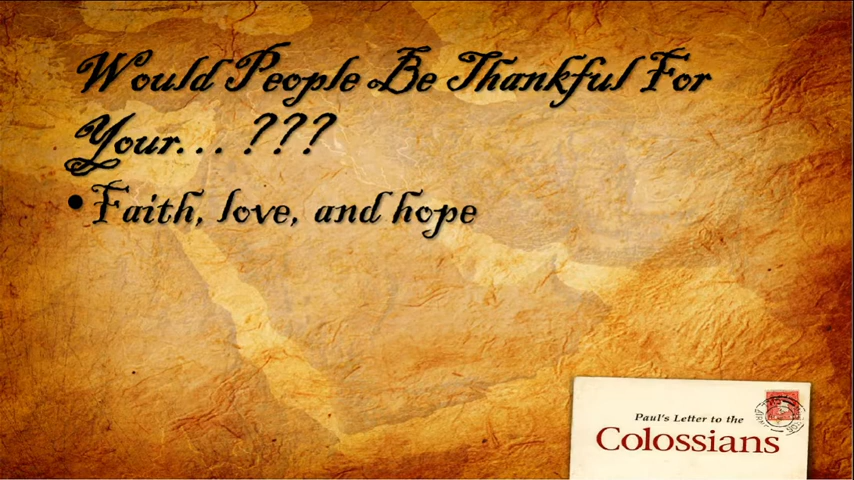 Would People Be Thankful For
Your... ???
•Faith, love, and hope
Paul's Letter to the
Colossians